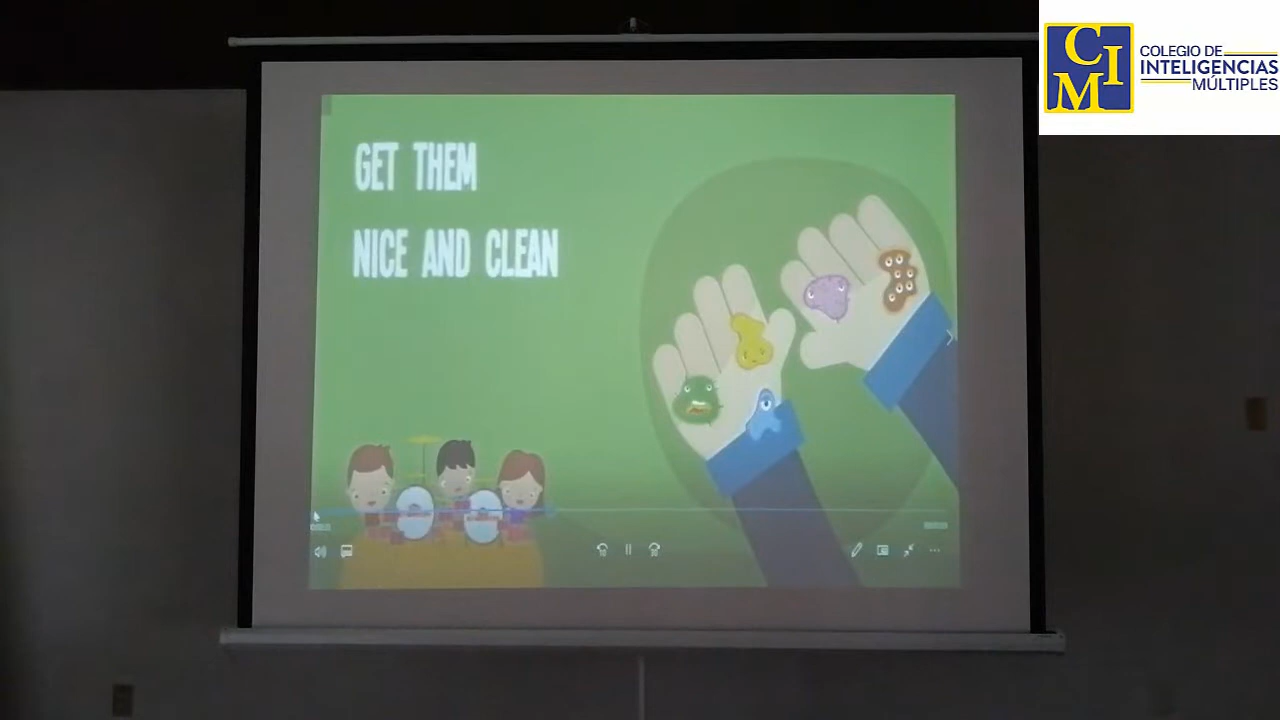 GET THEM
NICE AND CLEAN
CIM
COLEGIO DE
INTELIGENCIAS
MÚLTIPLES